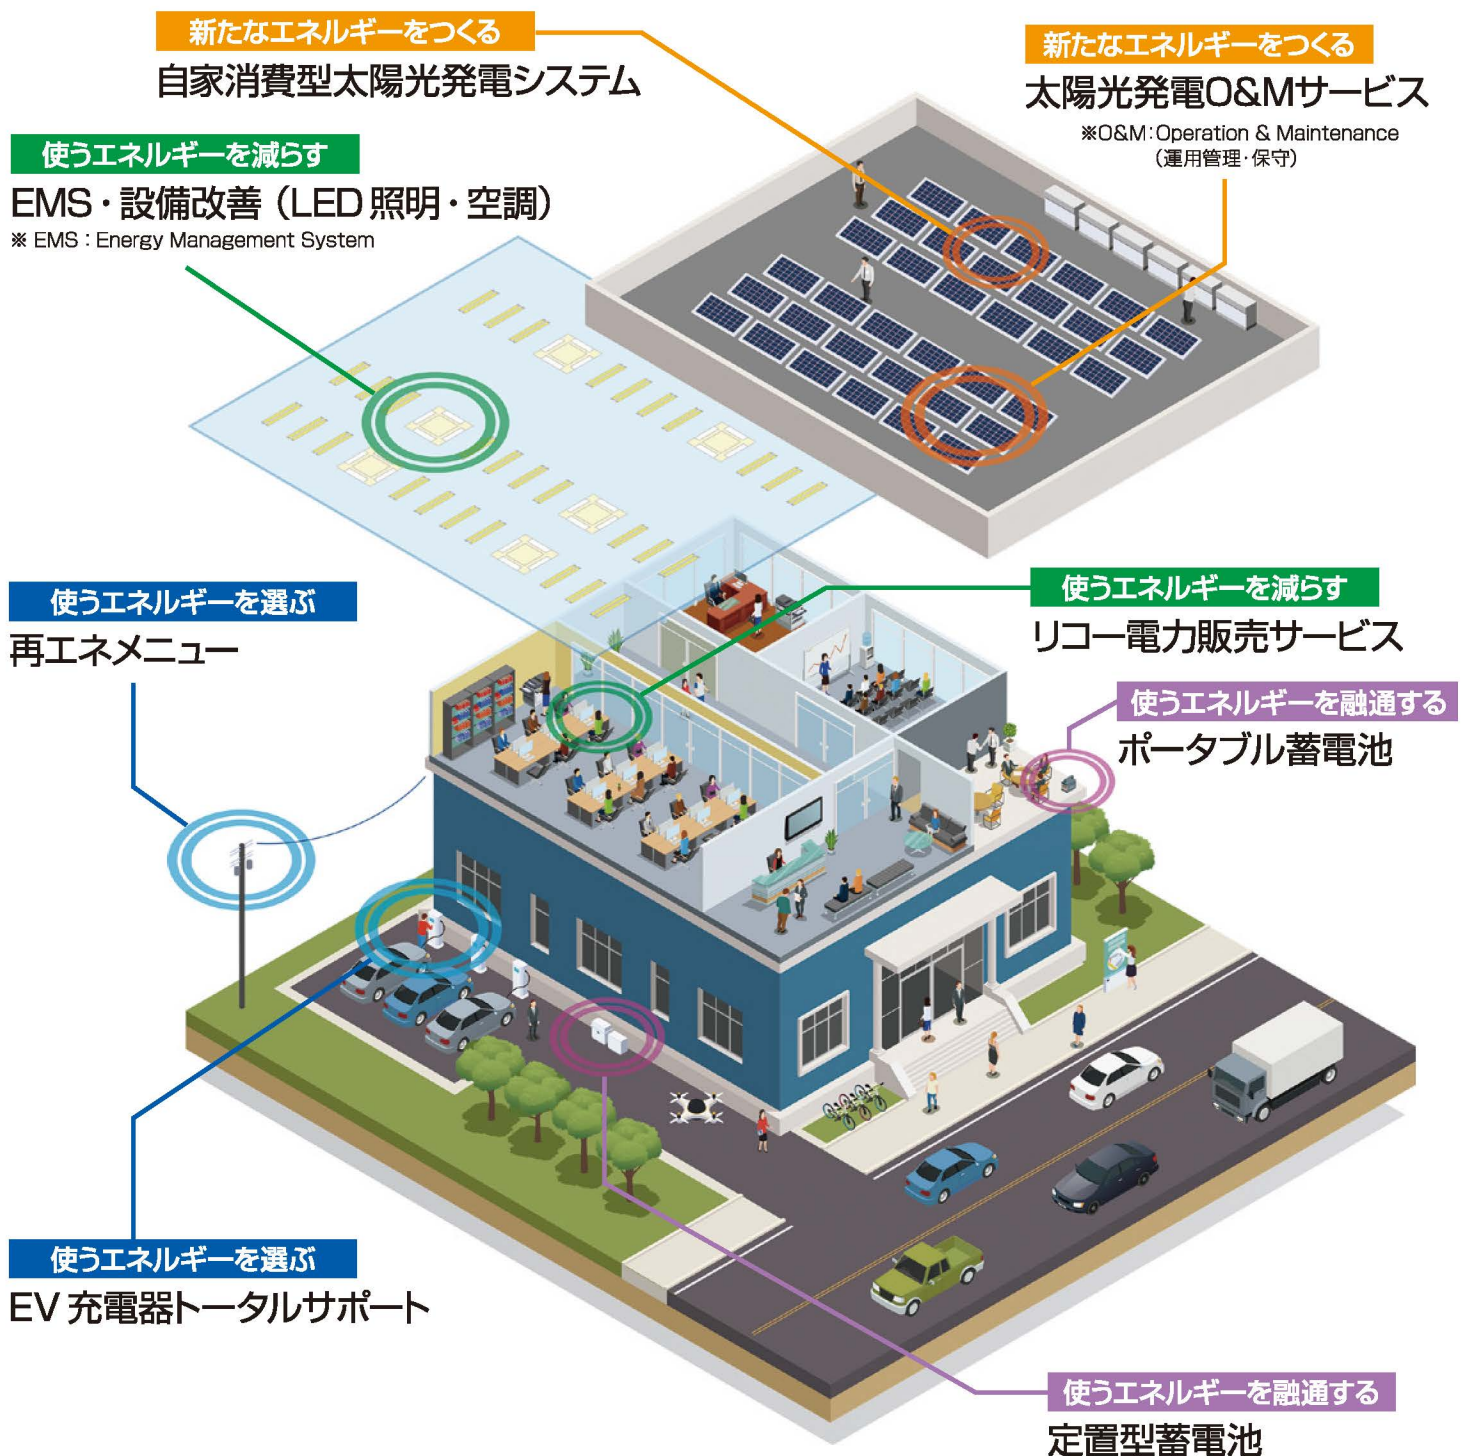 新たなエネルギーをつくる
自家消費型太陽光発電システム
新たなエネルギーをつくる
太陽光発電O&Mサービス
※O&M:Operation & Maintenance
(運用管理・保守)
使うエネルギーを減らす
EMS・設備改善(LED照明・空調)
※ EMS:Energy Management System
使うエネルギーを選ぶ
再エネメニュー
使うエネルギーを減らす
リコー電力販売サービス
使うエネルギーを融通する
ポータブル蓄電池
使うエネルギーを選ぶ
EV充電器トータルサポート
使うエネルギーを融通する
定置型蓄電池